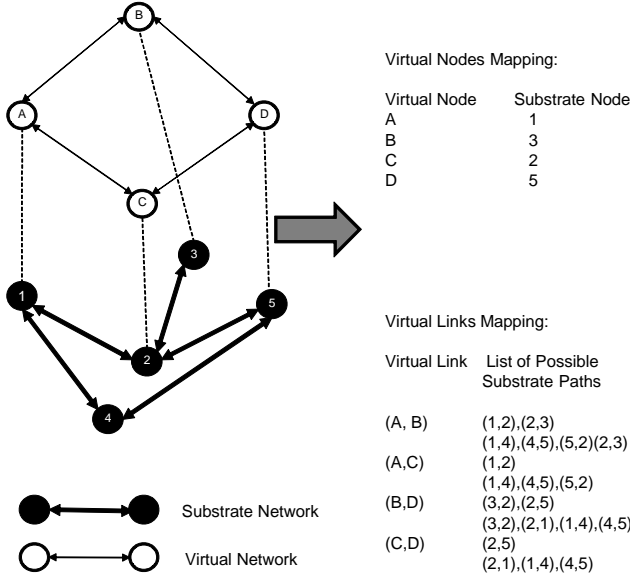 B
A
D
C
3
1
5
2
4
Substrate Network
Virtual Network
Virtual Nodes Mapping:
Virtual Node Substrate Node
A 1
B 3
C 2
D 5
Virtual Links Mapping:
Virtual Link List of Possible
Substrate Paths
(A, B) (1,2),(2,3)
(1,4),(4,5),(5,2)(2,3)
(A,C) (1,2)
(1,4),(4,5),(5,2)
(B,D) (3,2),(2,5)
(3,2),(2,1),(1,4),(4,5)
(C,D) (2,5)
(2,1),(1,4),(4,5)